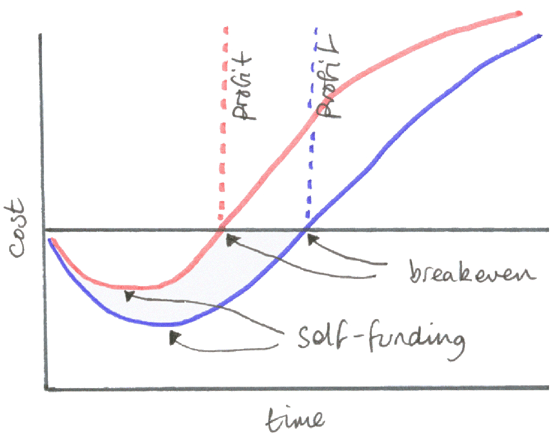 profit
profit
cost
breakeven
self-funding
time